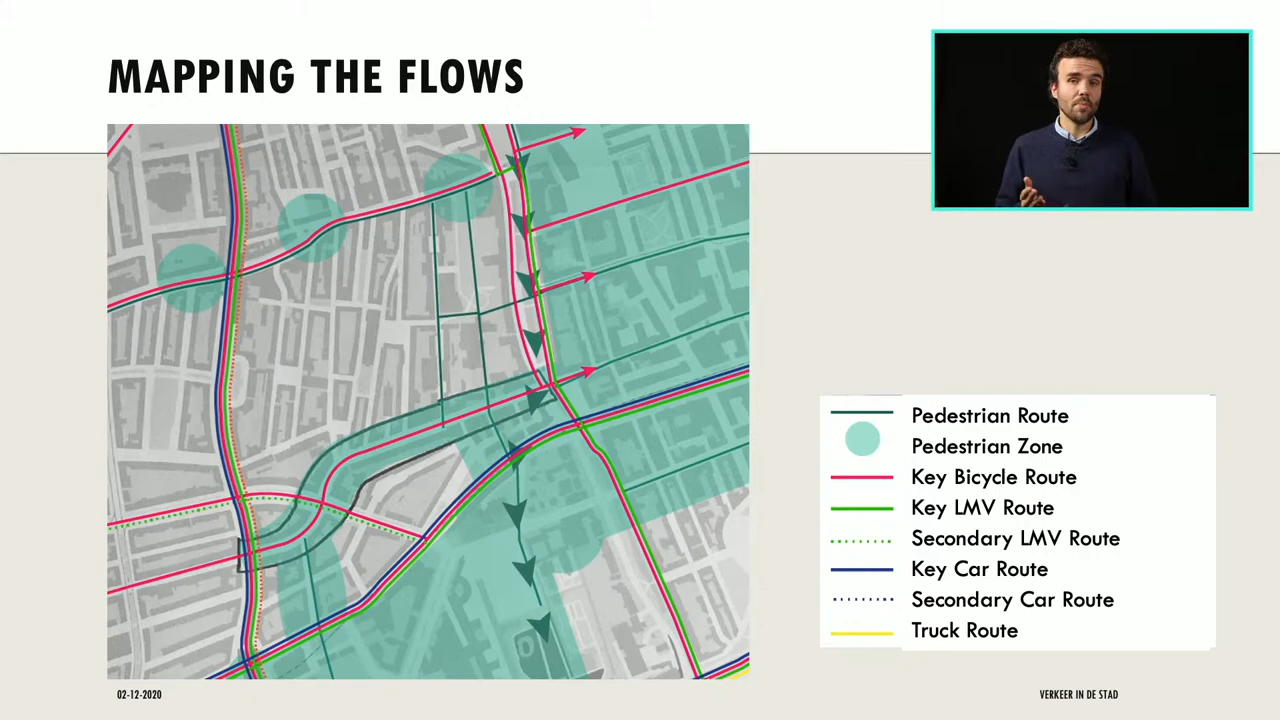 MAPPING THE FLOWS
Pedestrian Route
Pedestrian Zone
Key Bicycle Route
Key LMV Route
Secondary LMV Route
Key Car Route
Secondary Car Route
Truck Route
02-12-2020
VERKEER IN DE STAD